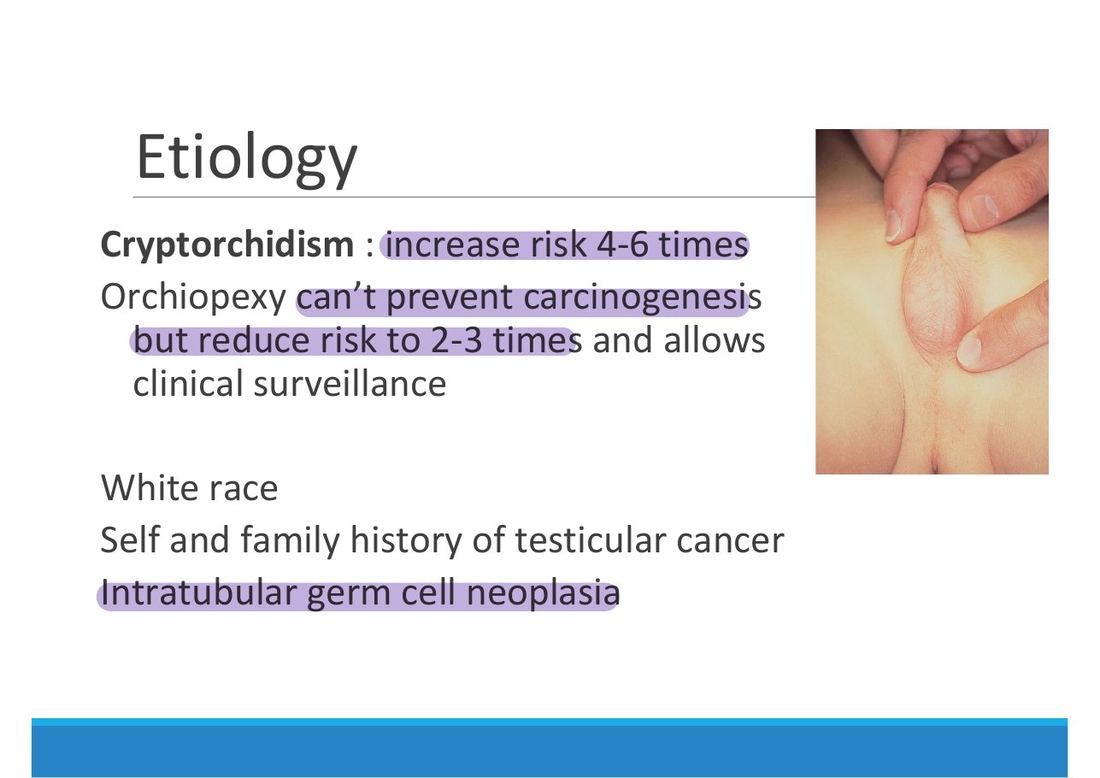 Etiology
Cryptorchidism : increase risk 4-6 times
Orchiopexy can’t prevent carcinogenesis
but reduce risk to 2-3 times and allows
clinical surveillance
White race
Self and family history of testicular cancer
Intratubular germ cell neoplasia